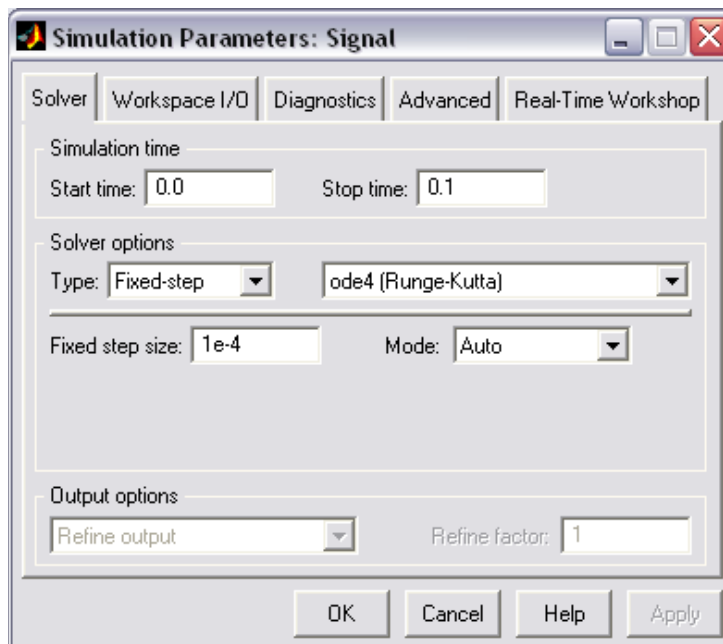 Simulation Parameters: Signal
Solver Workspace I/O Diagnostics Advanced Real-Time Workshop
Simulation time
Start time: 0.0 Stop time: 0.1
Solver options
Type: Fixed-step ode4 (Runge-Kutta)
Fixed step size: 1e-4 Mode: Auto
Output options
Refine output Refine factor: 1
OK Cancel Help Apply